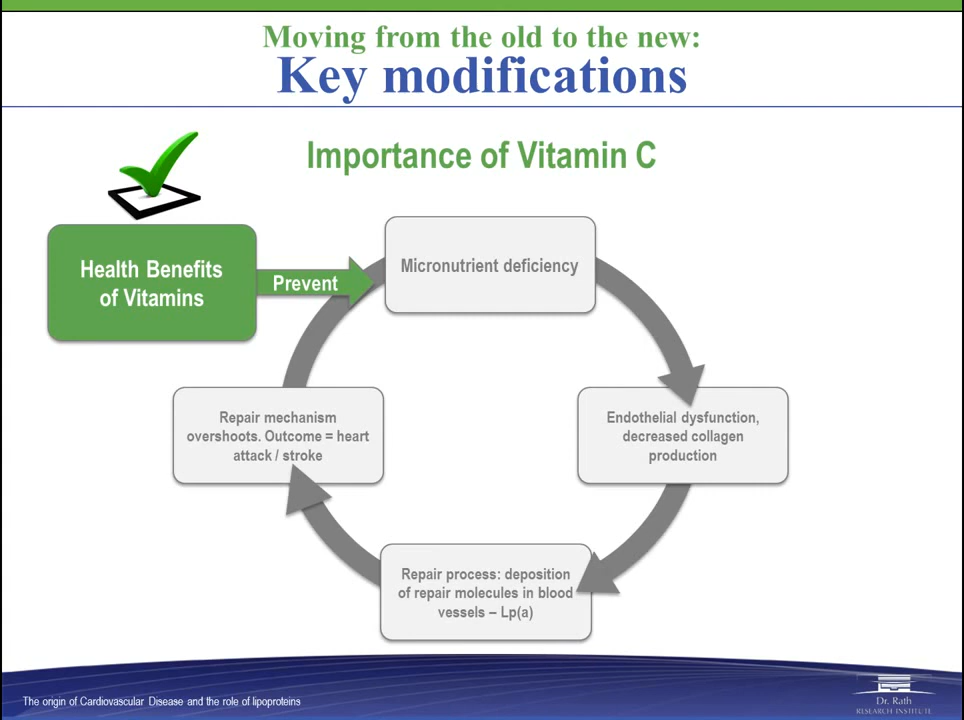 Moving from the old to the new:
Key modifications
Importance of Vitamin C
Health Benefits
of Vitamins
Prevent
Micronutrient deficiency
Endothelial dysfunction,
decreased collagen
production
Repair process: deposition
of repair molecules in blood
vessels – Lp(a)
Repair mechanism
overshoots. Outcome = heart
attack / stroke
The origin of Cardiovascular Disease and the role of lipoproteins
Dr. Rath
RESEARCH INSTITUTE